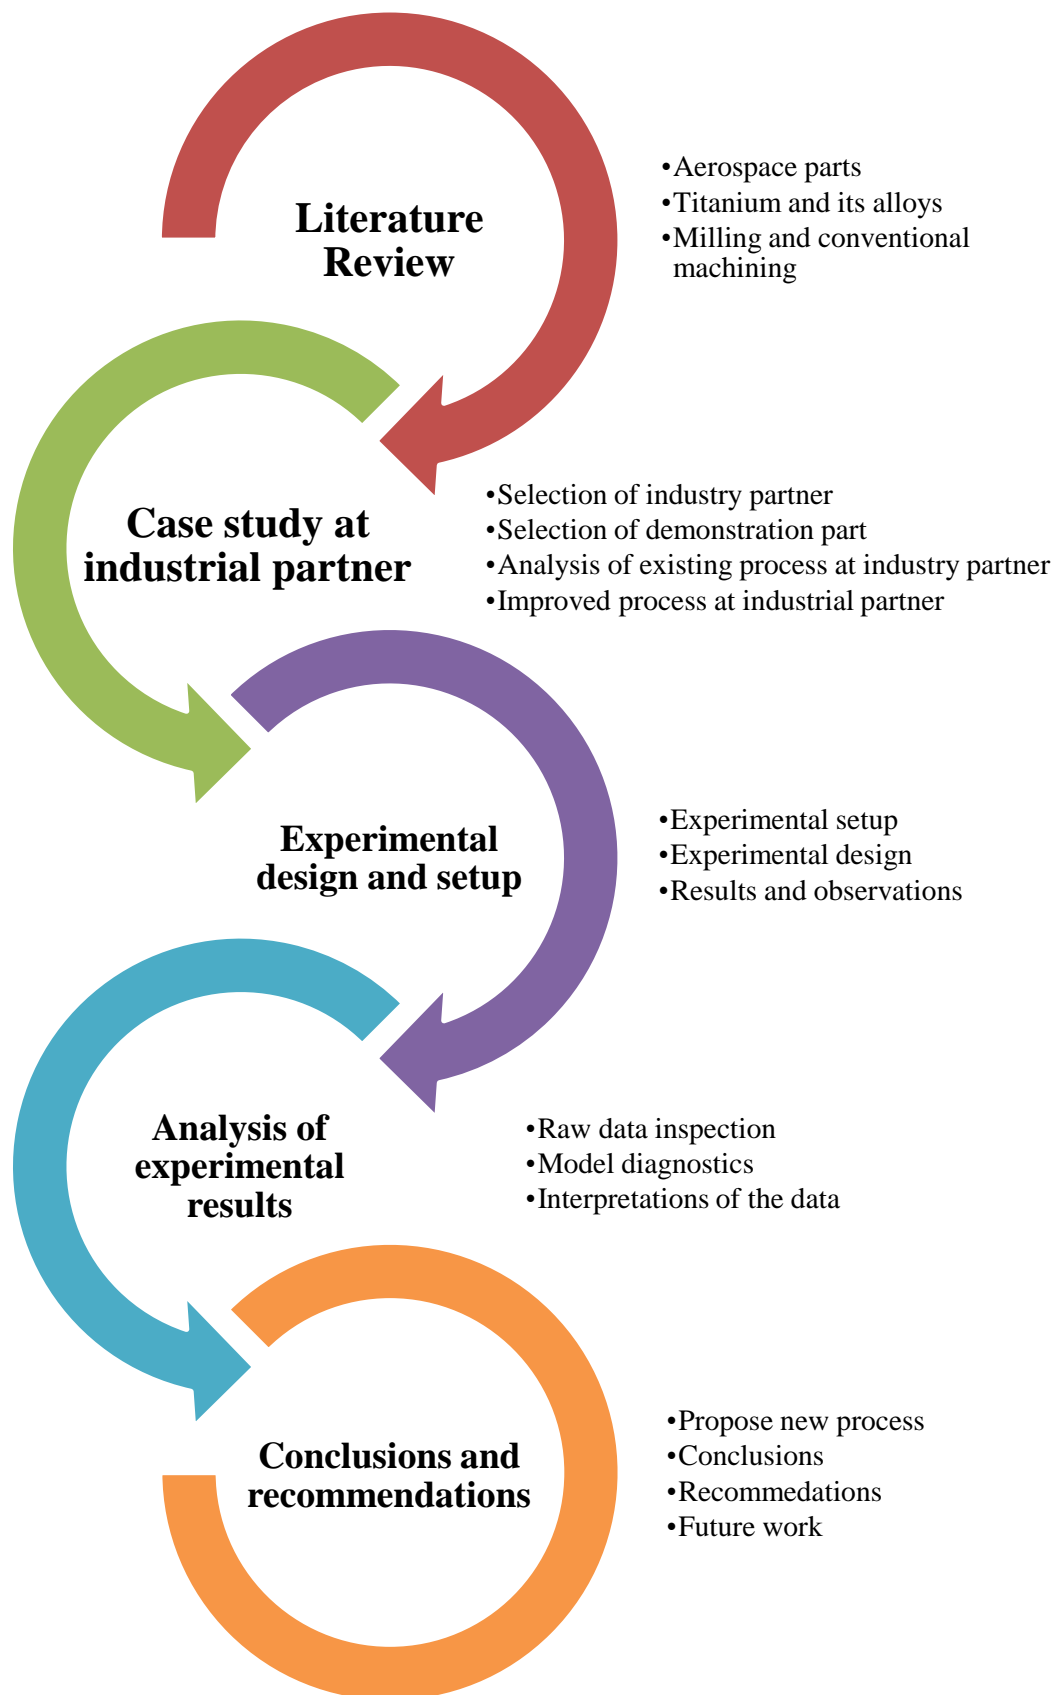 Literature
Review
•Aerospace parts
•Titanium and its alloys
•Milling and conventional
machining
Case study at
industrial partner
•Selection of industry partner
•Selection of demonstration part
•Analysis of existing process at industry partner
•Improved process at industrial partner
Experimental
design and setup
•Experimental setup
•Experimental design
•Results and observations
Analysis of
experimental
results
•Raw data inspection
•Model diagnostics
•Interpretations of the data
Conclusions and
recommendations
•Propose new process
•Conclusions
•Recommedations
•Future work